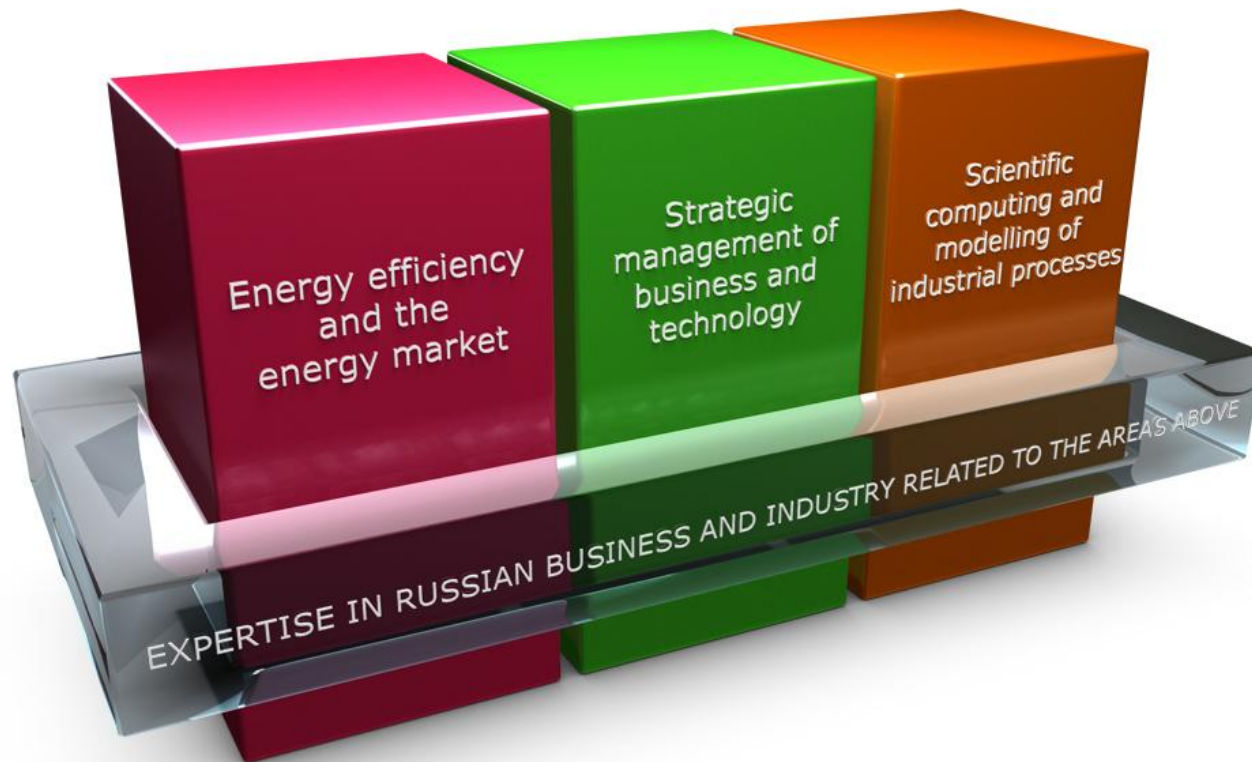 Energy efficiency
and the
energy market
Strategic
management of
business and
technology
Scientific
computing and
modelling of
industrial processes
EXPERTISE IN RUSSIAN BUSINESS AND INDUSTRY RELATED TO THE AREAS ABOVE